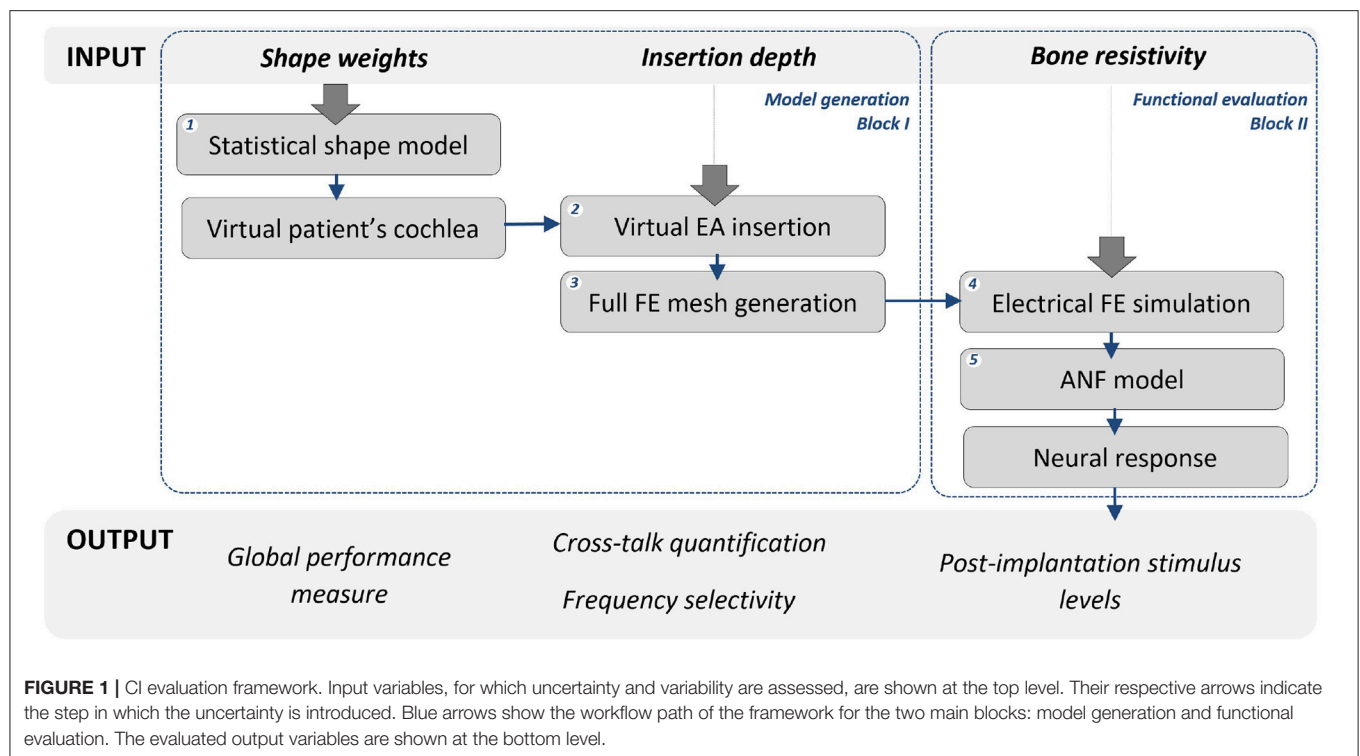 INPUT
Shape weights
Insertion depth
Bone resistivity
Model generation
Block I
Functional evaluation
Block II
1
Statistical shape model
Virtual patient's cochlea
2
Virtual EA insertion
3
Full FE mesh generation
4
Electrical FE simulation
5
ANF model
Neural response
OUTPUT
Global performance
measure
Cross-talk quantification
Frequency selectivity
Post-implantation stimulus
levels
FIGURE 1 | CI evaluation framework. Input variables, for which uncertainty and variability are assessed, are shown at the top level. Their respective arrows indicate
the step in which the uncertainty is introduced. Blue arrows show the workflow path of the framework for the two main blocks: model generation and functional
evaluation. The evaluated output variables are shown at the bottom level.